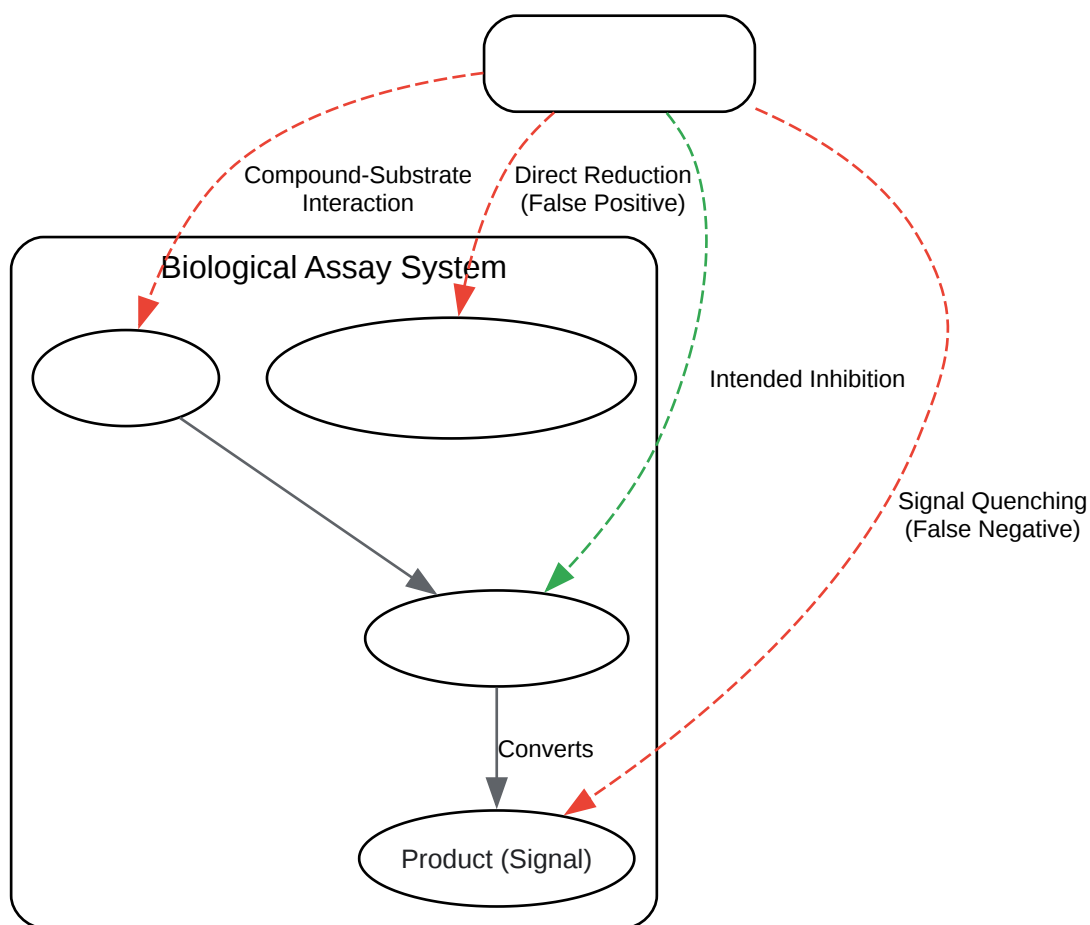 Compound-Substrate
Interaction
Direct Reduction
(False Positive)
Biological Assay System
Intended Inhibition
Signal Quenching
(False Negative)
Converts
Product (Signal)